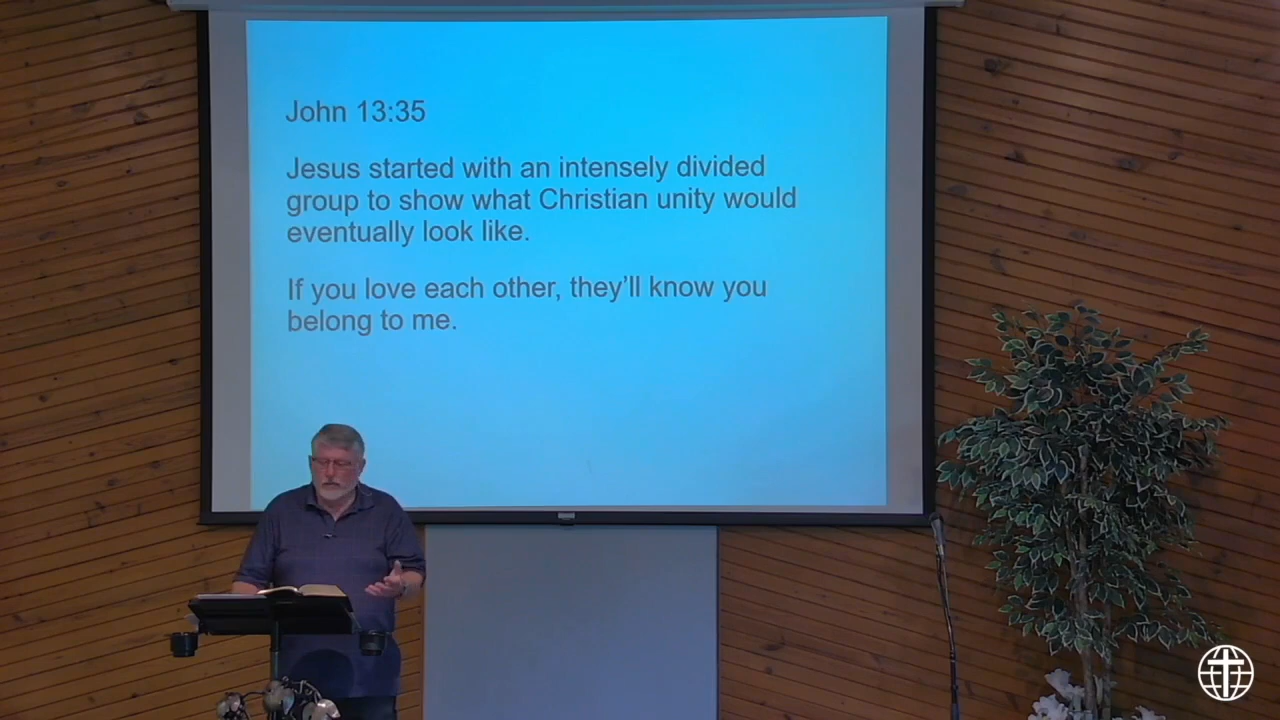 John 13:35
Jesus started with an intensely divided
group to show what Christian unity would
eventually look like.
If you love each other, they'll know you
belong to me.